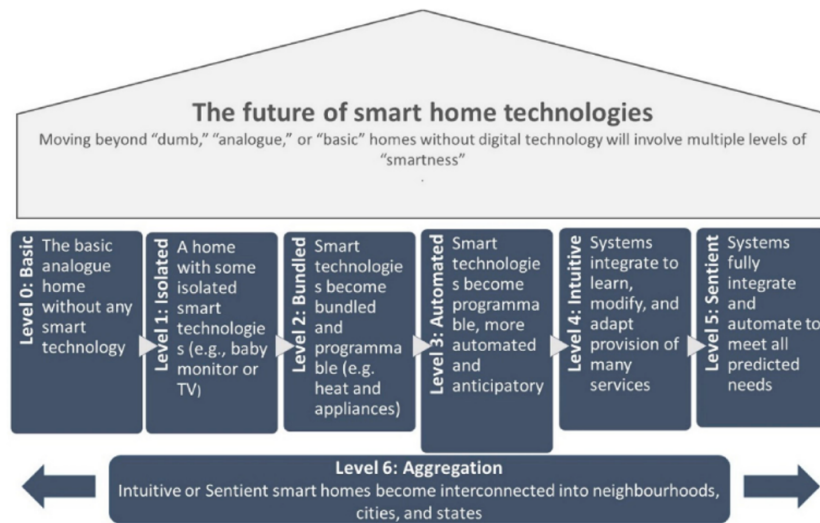 The future of smart home technologies
Moving beyond “dumb,” “analogue,” or “basic” homes without digital technology will involve multiple levels of
“smartness”
.
Level 0: Basic
The basic
analogue
home
without any
smart
technology
Level 1: Isolated
A home
with some
isolated
smart
technologie
s (e.g., baby
monitor or
TV)
Level 2: Bundled
Smart
technologie
s become
bundled
and
programma
ble (e.g.
heat and
appliances)
Level 3: Automated
Smart
technologie
s become
programma
ble, more
automated
and
anticipatory
Level 4: Intuitive
Systems
integrate to
learn,
modify, and
adapt
provision of
many
services
Level 5: Sentient
Systems
fully
integrate
and
automate to
meet all
predicted
needs
Level 6: Aggregation
Intuitive or Sentient smart homes become interconnected into neighbourhoods,
cities, and states